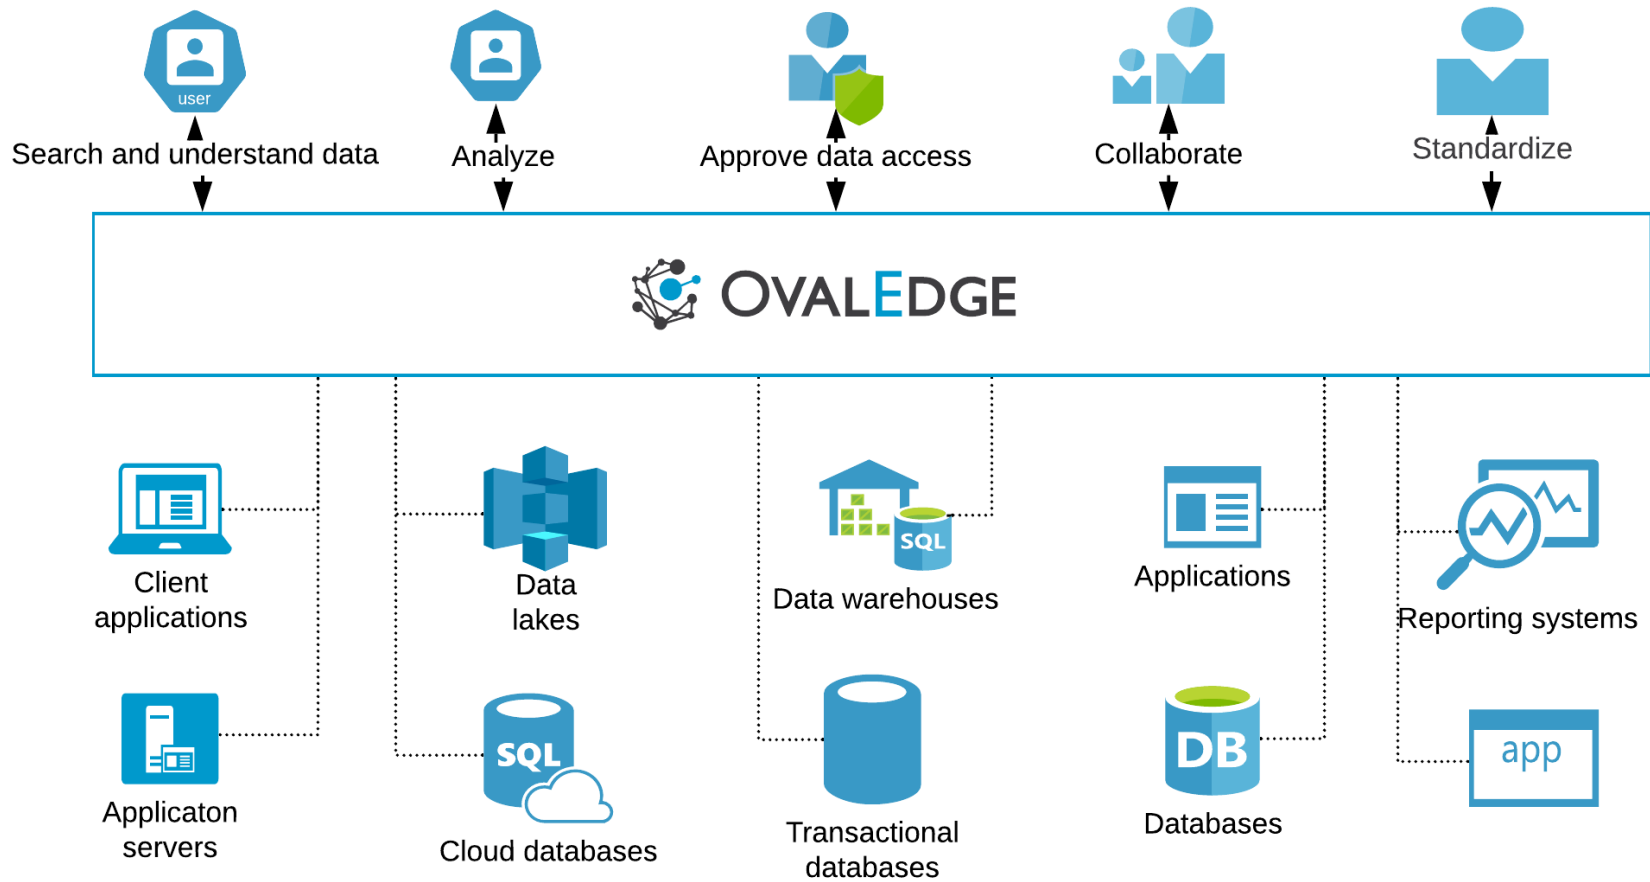 user
Search and understand data
Analyze
Approve data access
Collaborate
Standardize
OVALEDGE
Client
applications
Data
lakes
SQL
Data warehouses
Applications
Reporting systems
Applicaton
servers
SQL
Cloud databases
Transactional
databases
DB
Databases
app